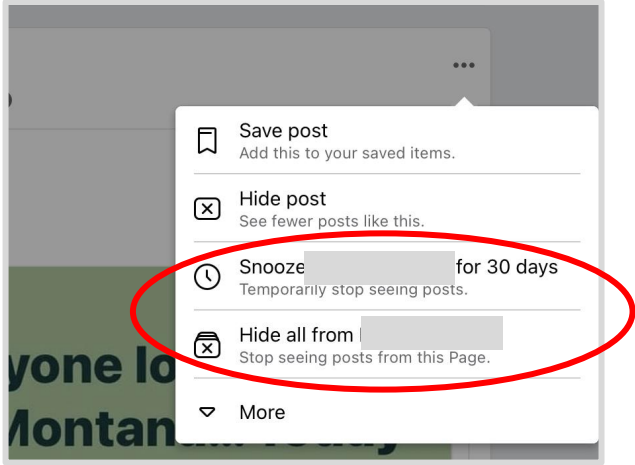 Save post
Add this to your saved items.
Hide post
See fewer posts like this.
Snooze for 30 days
Temporarily stop seeing posts.
Hide all from
Stop seeing posts from this Page.
More
yone lo
Montana